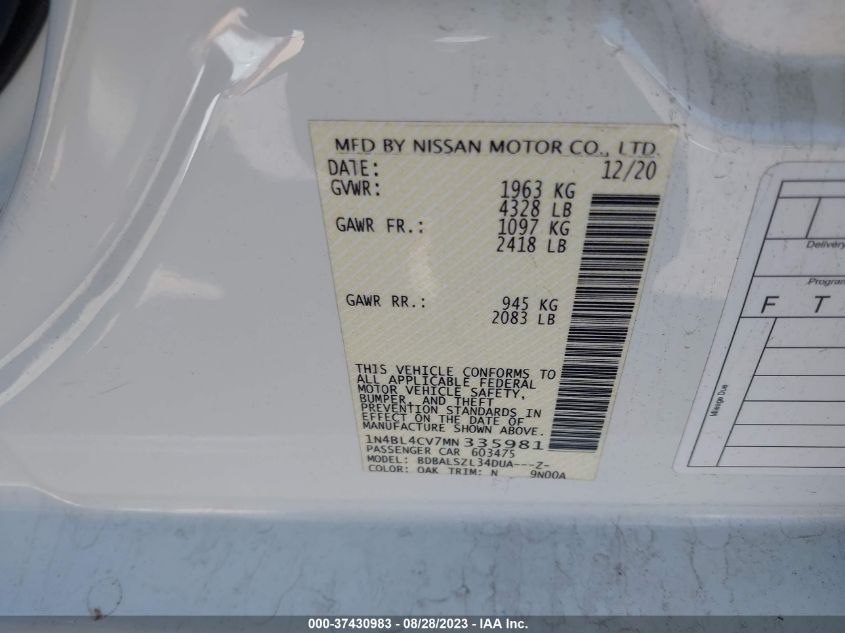 MFD BY NISSAN MOTOR CO., LTD.
DATE: 12/20
GVWR: 1963 KG
4328 LB
GAWR FR.: 1097 KG
2418 LB
GAWR RR.: 945 KG
2083 LB
THIS VEHICLE CONFORMS TO
ALL APPLICABLE FEDERAL
MOTOR VEHICLE SAFETY,
BUMPER, AND THEFT
PREVENTION STANDARDS IN
EFFECT ON THE DATE OF
MANUFACTURE SHOWN ABOVE.
1N4BL4CV7MN335981
PASSENGER CAR 603475
MODEL: BDBALSZL34DUA---Z-
COLOR: QAK TRIM: N 9N00A
Delivery
Program
F T
Mileage Due
000-37430983 / 08/28/2023 - IAA Inc.